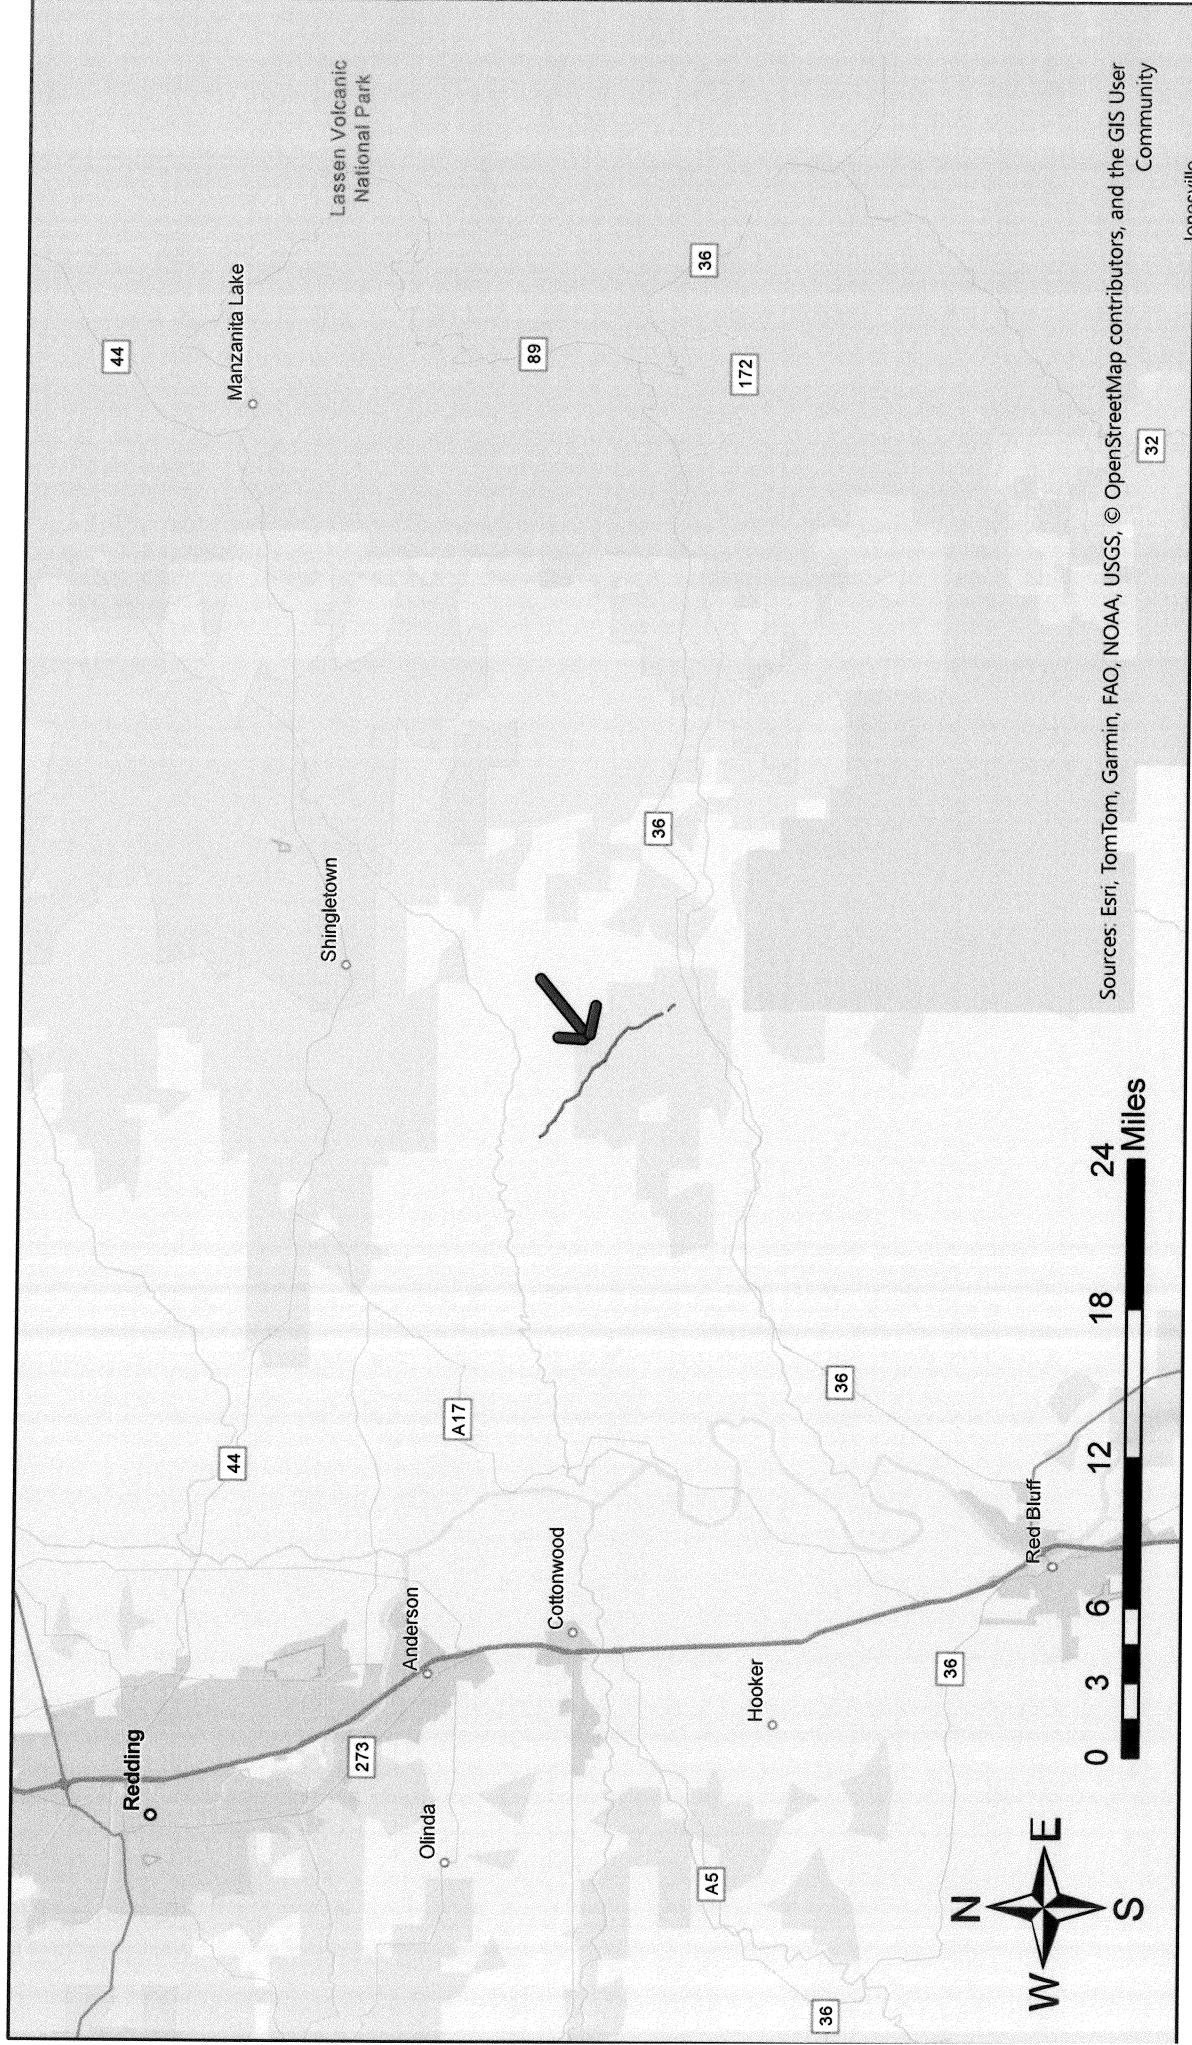 44
Redding
44
Manzanita Lake
Shingletown
Lassen Volcanic
National Park
273
Anderson
Olinda
A17
89
Cottonwood
36
36
A5
172
Hooker
36
36
36
Red Bluff
N
W E
S
0 3 6 12 18 24
Miles
Sources: Esri, TomTom, Garmin, FAO, NOAA, USGS, © OpenStreetMap contributors, and the GIS User
Community
32